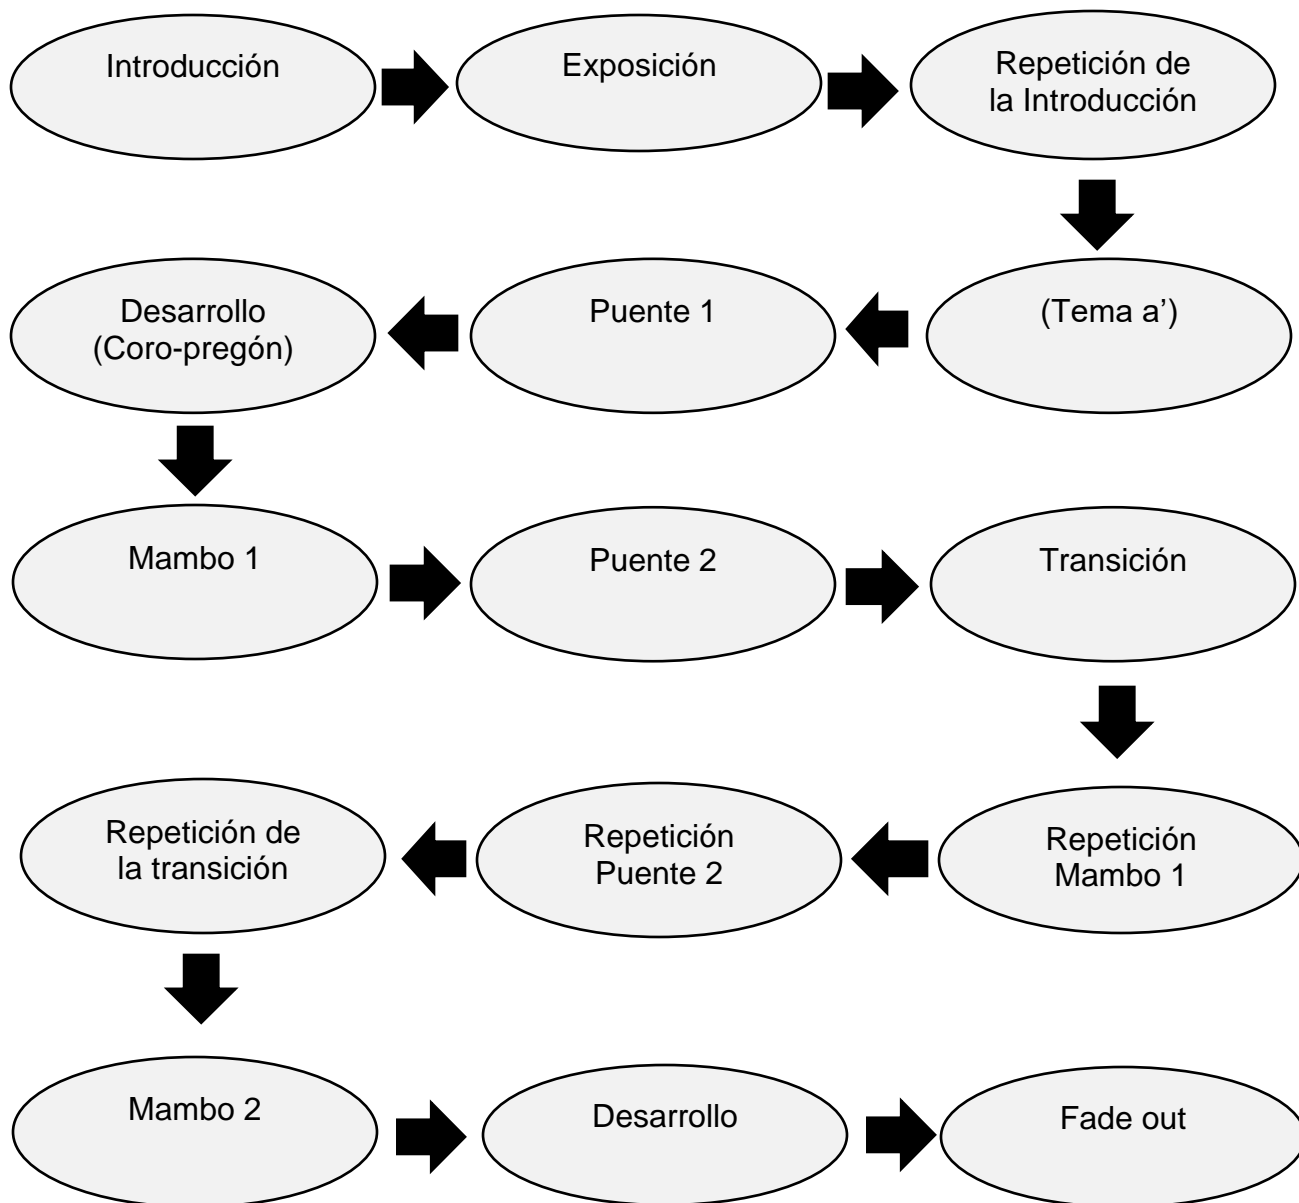 Introducción
Exposición
Repetición de
la Introducción
(Tema a’)
Puente 1
Desarrollo
(Coro-pregón)
Mambo 1
Puente 2
Transición
Repetición
Mambo 1
Repetición
Puente 2
Repetición de
la transición
Mambo 2
Desarrollo
Fade out